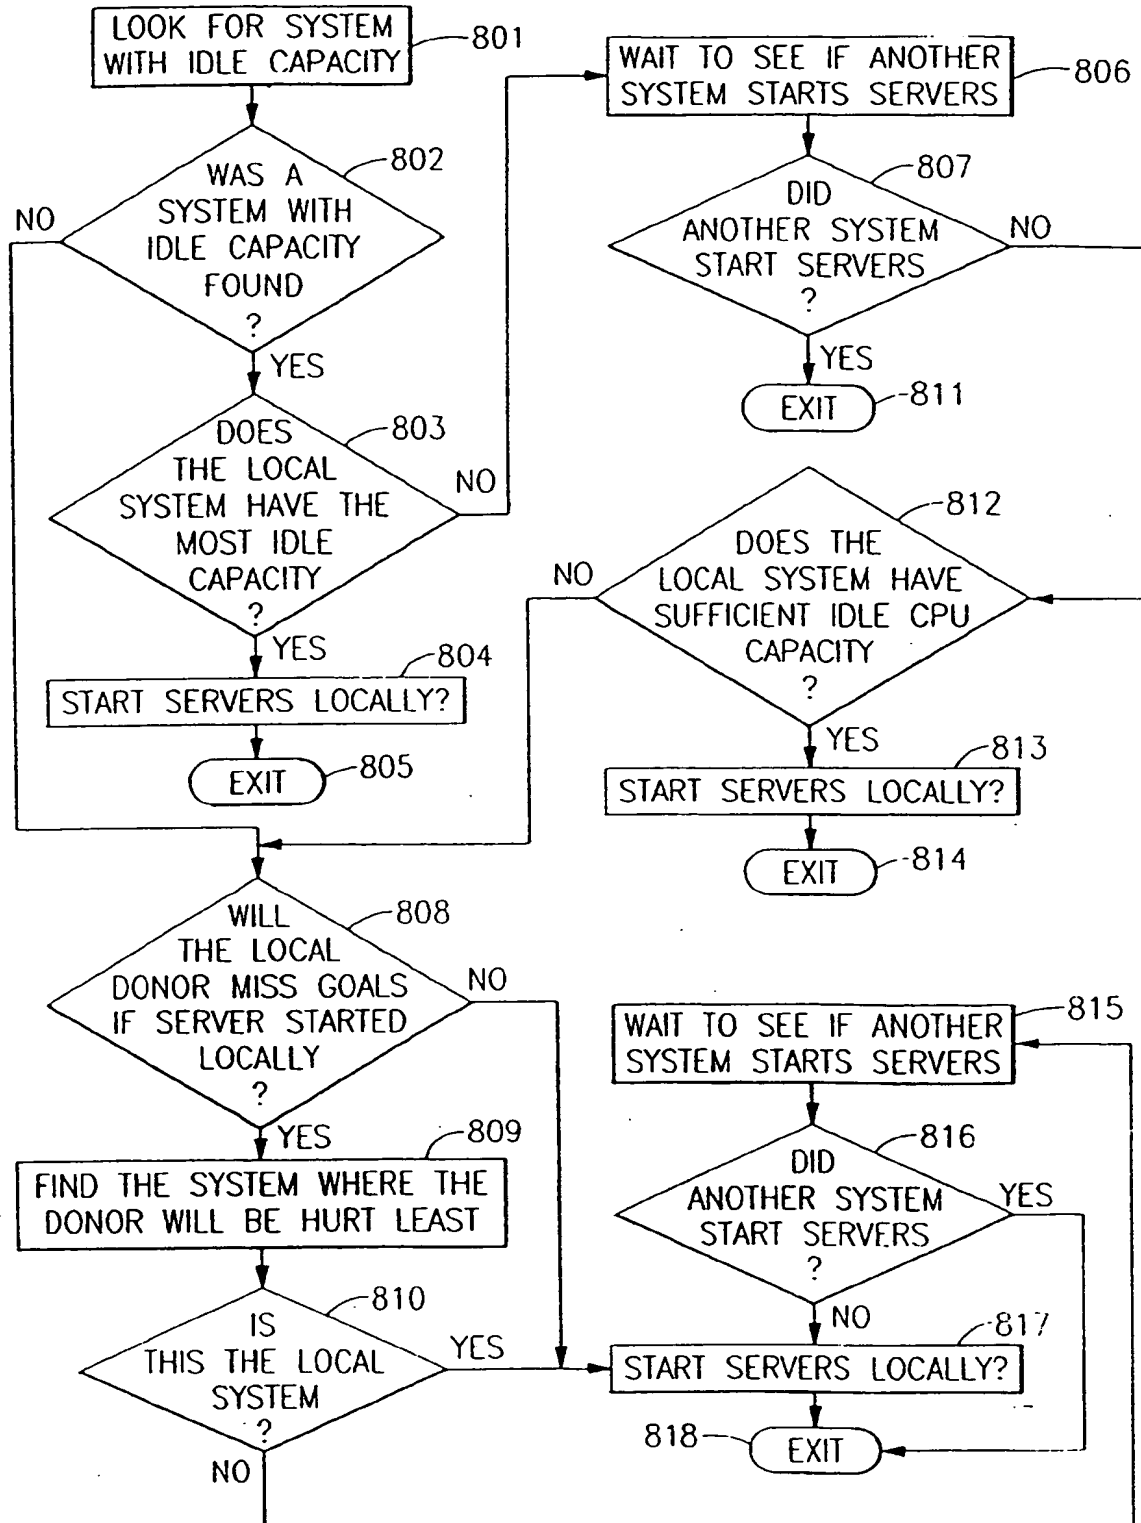 LOOK FOR SYSTEM
WITH IDLE CAPACITY
801
802
WAS A
SYSTEM WITH
IDLE CAPACITY
FOUND
?
NO
YES
803
DOES
THE LOCAL
SYSTEM HAVE THE
MOST IDLE
CAPACITY
?
NO
YES
804
START SERVERS LOCALLY?
EXIT
805
WAIT TO SEE IF ANOTHER
SYSTEM STARTS SERVERS
806
807
DID
ANOTHER SYSTEM
START SERVERS
?
NO
YES
EXIT
811
812
DOES THE
LOCAL SYSTEM HAVE
SUFFICIENT IDLE CPU
CAPACITY
?
NO
YES
813
START SERVERS LOCALLY?
EXIT
814
808
WILL
THE LOCAL
DONOR MISS GOALS
IF SERVER STARTED
LOCALLY
?
NO
YES
809
FIND THE SYSTEM WHERE THE
DONOR WILL BE HURT LEAST
810
IS
THIS THE LOCAL
SYSTEM
?
YES
NO
815
WAIT TO SEE IF ANOTHER
SYSTEM STARTS SERVERS
816
DID
ANOTHER SYSTEM
START SERVERS
?
YES
NO
817
START SERVERS LOCALLY?
818
EXIT